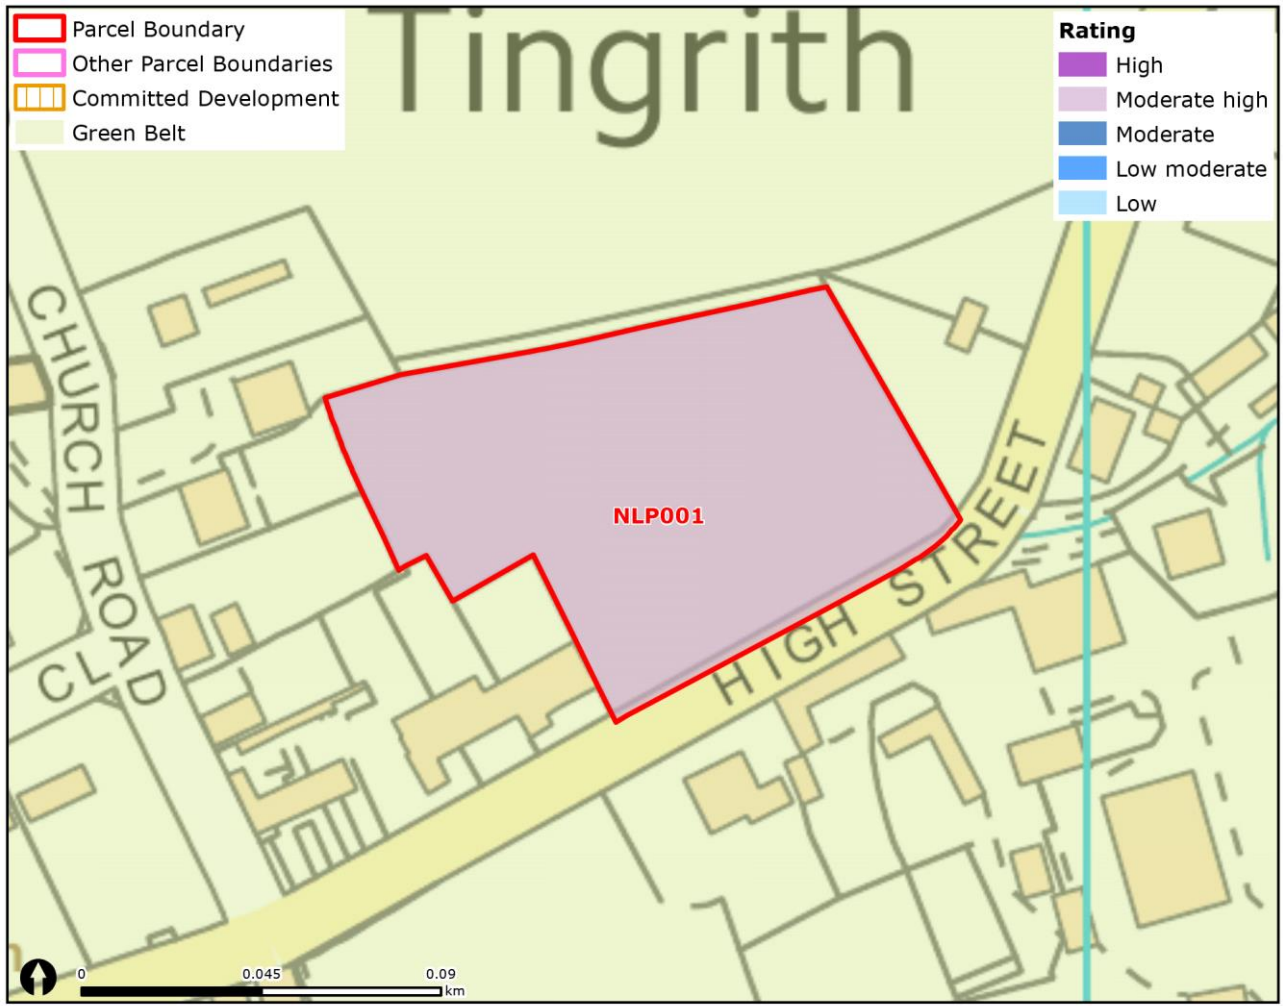 Tingrith
Parcel Boundary
Other Parcel Boundaries
Committed Development
Green Belt
Rating
High
Moderate high
Moderate
Low moderate
Low
CHURCH ROAD
CL
NLP001
HIGH STREET
0 0.045 0.09
km